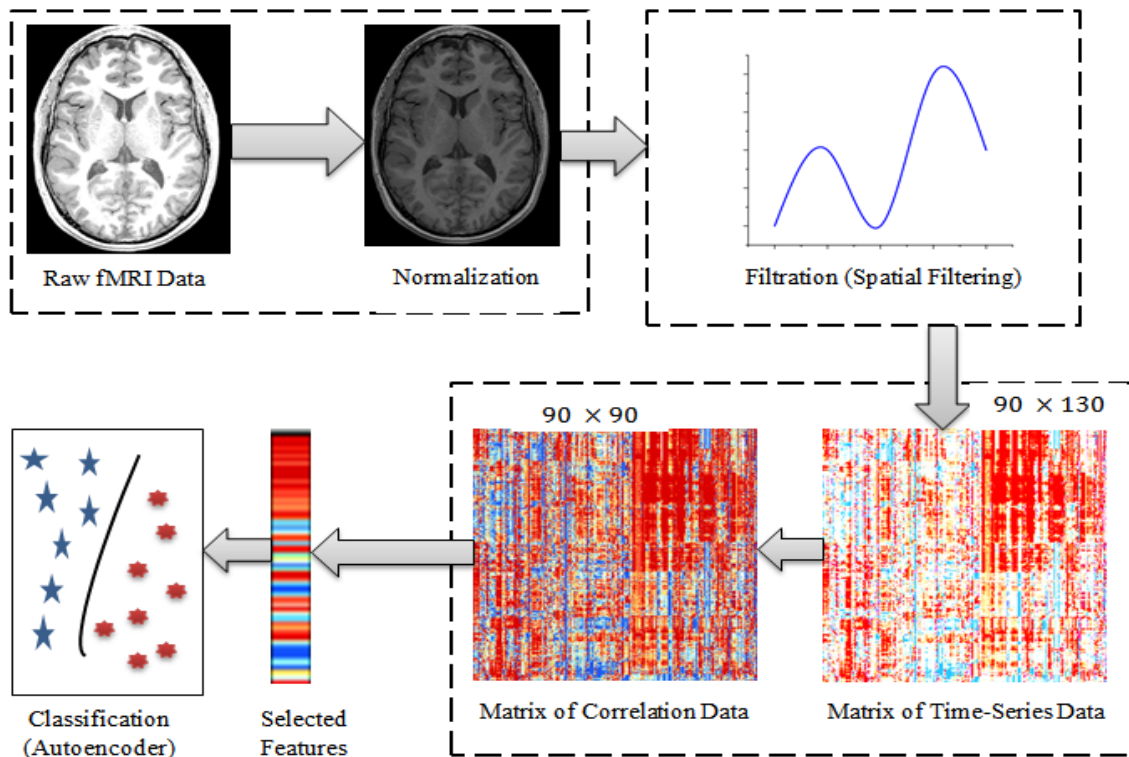 Raw fMRI Data
Normalization
Filtration (Spatial Filtering)
90 × 90
90 × 130
Classification
(Autoencoder)
Selected
Features
Matrix of Correlation Data
Matrix of Time-Series Data